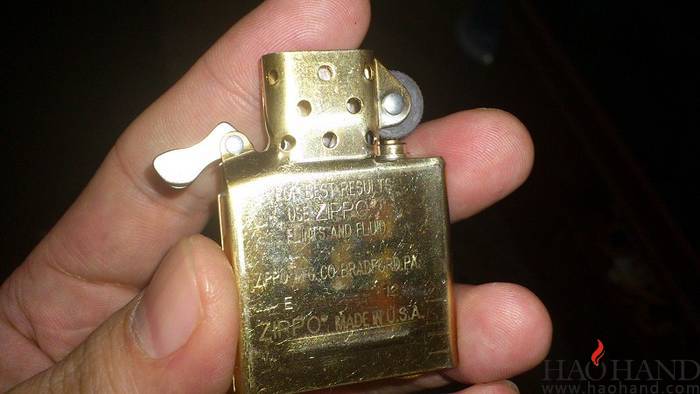 FOR BEST RESULTS
USE ZIPPO®
FLINTS AND FLUID
ZIPPO MFG. CO. BRADFORD, PA.
E 12
ZIPPO® MADE IN U.S.A.
HAOHAND
www.haohand.com